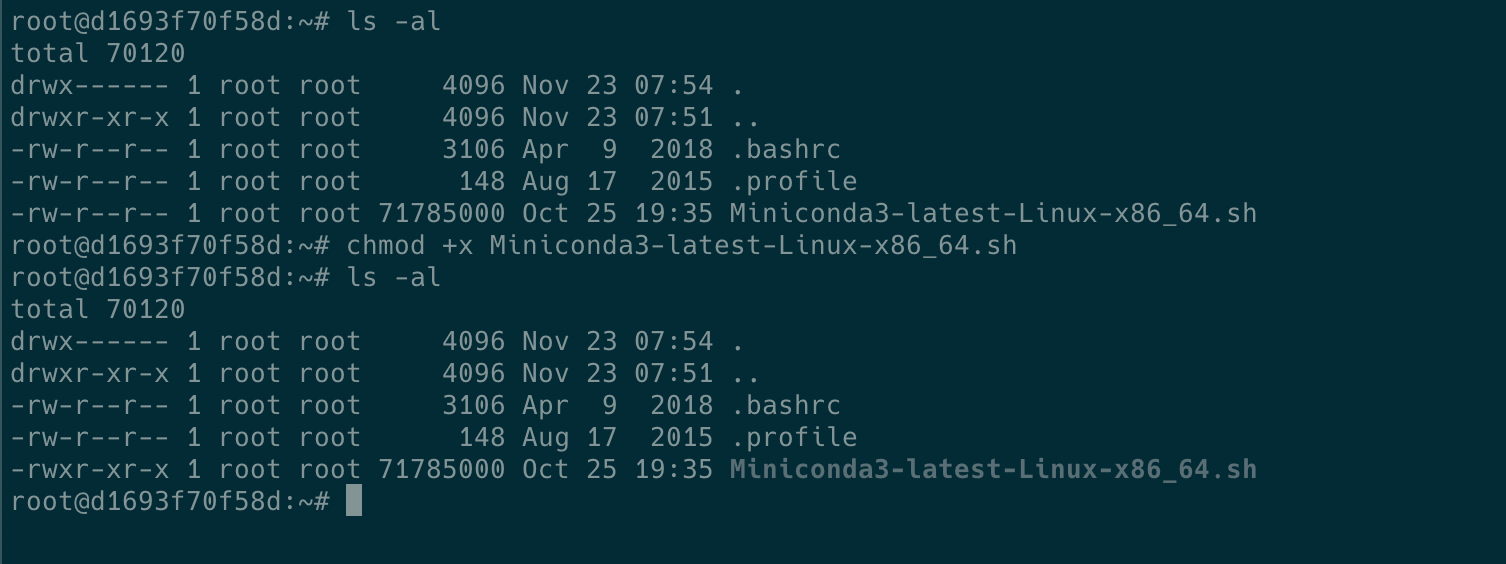 root@d1693f70f58d:~# ls -al
total 70120
drwx------ 1 root root     4096 Nov 23 07:54 .
drwxr-xr-x 1 root root     4096 Nov 23 07:51 ..
-rw-r--r-- 1 root root     3106 Apr  9  2018 .bashrc
-rw-r--r-- 1 root root      148 Aug 17  2015 .profile
-rw-r--r-- 1 root root 71785000 Oct 25 19:35 Miniconda3-latest-Linux-x86_64.sh
root@d1693f70f58d:~# chmod +x Miniconda3-latest-Linux-x86_64.sh
root@d1693f70f58d:~# ls -al
total 70120
drwx------ 1 root root     4096 Nov 23 07:54 .
drwxr-xr-x 1 root root     4096 Nov 23 07:51 ..
-rw-r--r-- 1 root root     3106 Apr  9  2018 .bashrc
-rw-r--r-- 1 root root      148 Aug 17  2015 .profile
-rwxr-xr-x 1 root root 71785000 Oct 25 19:35 Miniconda3-latest-Linux-x86_64.sh
root@d1693f70f58d:~#